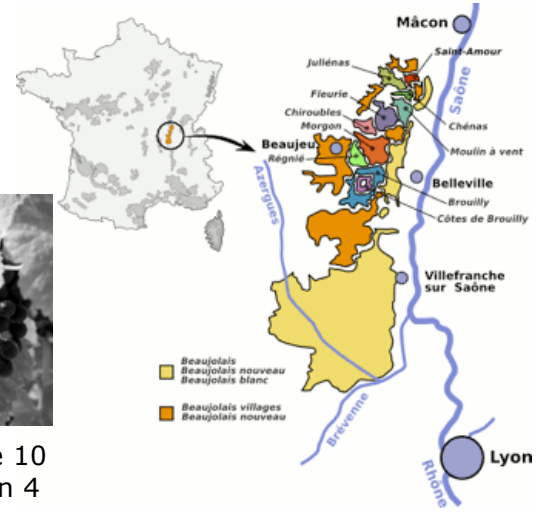 Mâcon
Saint-Amour
Juliénas
Saône
Fleurie
Chiroubles
Chénas
Morgon
Moulin à vent
Beaujeu
Régnié
Belleville
Azergues
Brouilly
Côtes de Brouilly
Villefranche
sur Saône
Beaujolais
Beaujolais nouveau
Beaujolais blanc
Beaujolais villages
Beaujolais nouveau
Brévenne
10
Lyon
4
Rhône